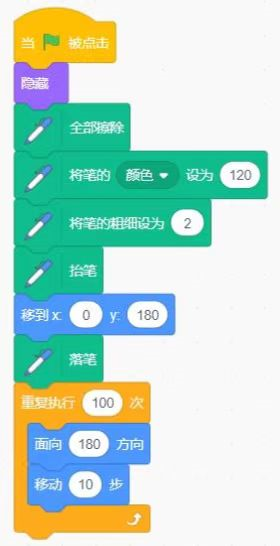 当 被点击
隐藏
全部擦除
将笔的 颜色 设为 120
将笔的粗细设为 2
抬笔
移到 x: 0 y: 180
落笔
重复执行 100 次
面向 180 方向
移动 10 步